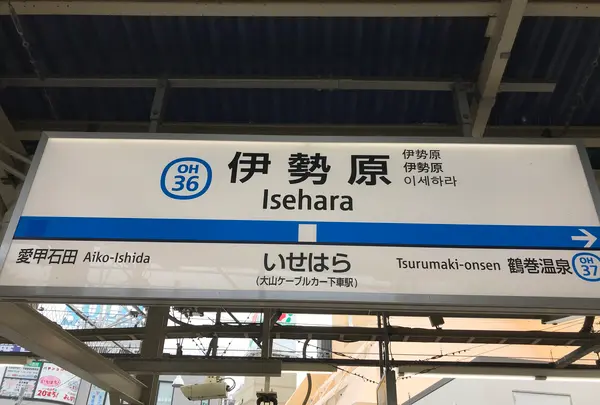 OH
36
伊勢原
Isehara
伊势原
伊勢原
이세하라
愛甲石田 Aiko-Ishida
いせはら
(大山ケーブルカー下車駅)
Tsurumaki-onsen 鶴巻温泉
OH
37